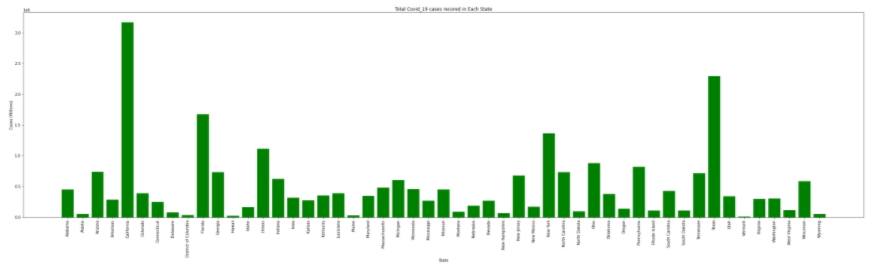 Total Covid_19 cases recored in Each State
1e6
Cases (Millions)
3.0
2.5
2.0
1.5
1.0
0.5
0.0
Alabama
Alaska
Arizona
Arkansas
California
Colorado
Connecticut
Delaware
District of Columbia
Florida
Georgia
Hawaii
Idaho
Illinois
Indiana
Iowa
Kansas
Kentucky
Louisiana
Maine
Maryland
Massachusetts
Michigan
Minnesota
Mississippi
Missouri
Montana
Nebraska
Nevada
New Hampshire
New Jersey
New Mexico
New York
North Carolina
North Dakota
Ohio
Oklahoma
Oregon
Pennsylvania
Rhode Island
South Carolina
South Dakota
Tennessee
Texas
Utah
Vermont
Virginia
Washington
West Virginia
Wisconsin
Wyoming
State